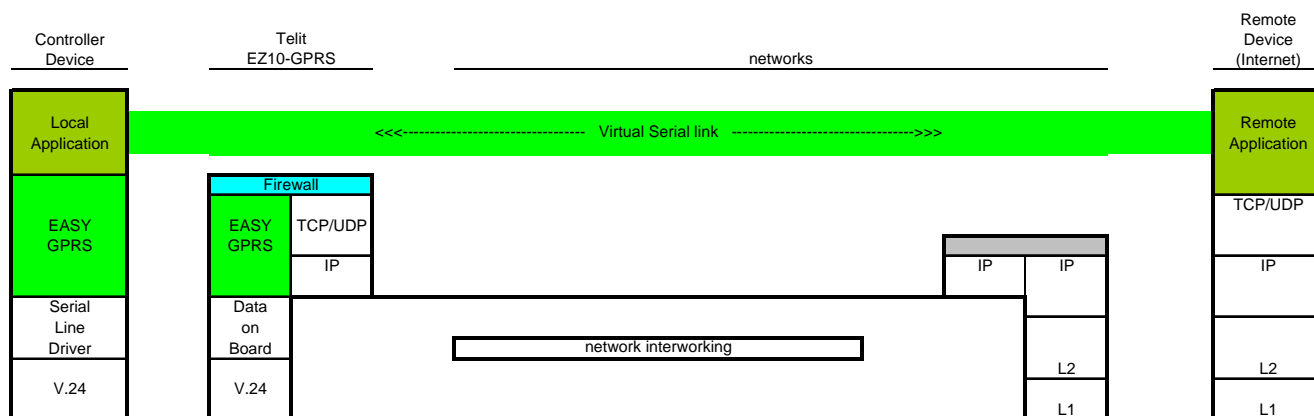 Controller
Device
Telit
EZ10-GPRS
networks
Remote
Device
(Internet)
Local
Application
<<<---------------------------------- Virtual Serial link ---------------------------------->>>
Remote
Application
Firewall
EASY
GPRS
EASY
GPRS
TCP/UDP
IP
IP
IP
TCP/UDP
IP
Serial
Line
Driver
Data
on
Board
network interworking
L2
L2
V.24
V.24
L1
L1